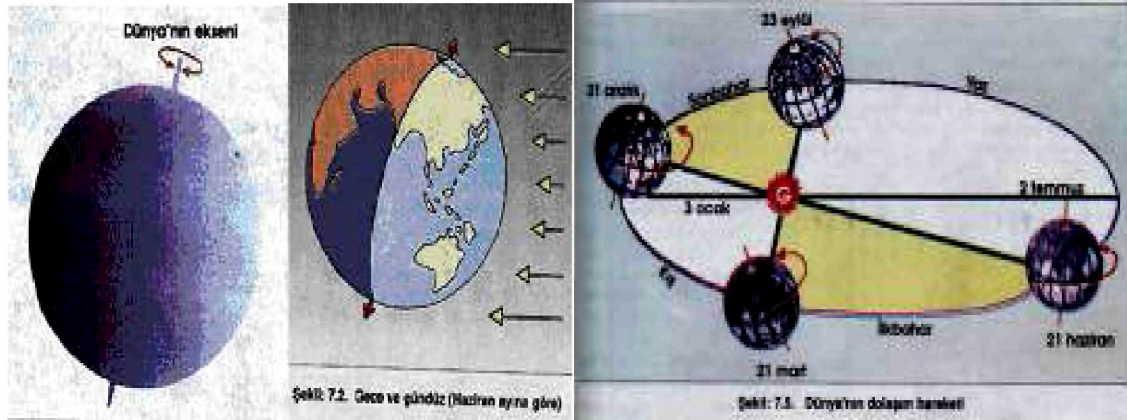 Dünya'nın ekseni
Şekil: 7.2. Gece ve gündüz (Haziran ayına göre)
23 eylül
21 aralık
Sonbahar
Yaz
G
3 ocak
2 temmuz
Kış
İlkbahar
21 haziran
21 mart
Şekil: 7.5. Dünya'nın dolaşım hareketi